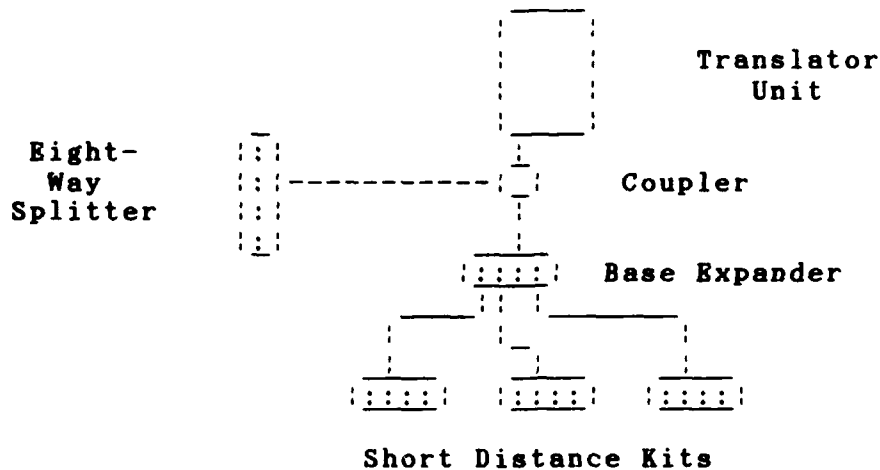 Translator
Unit
Eight-
Way
Splitter
Coupler
Base Expander
Short Distance Kits